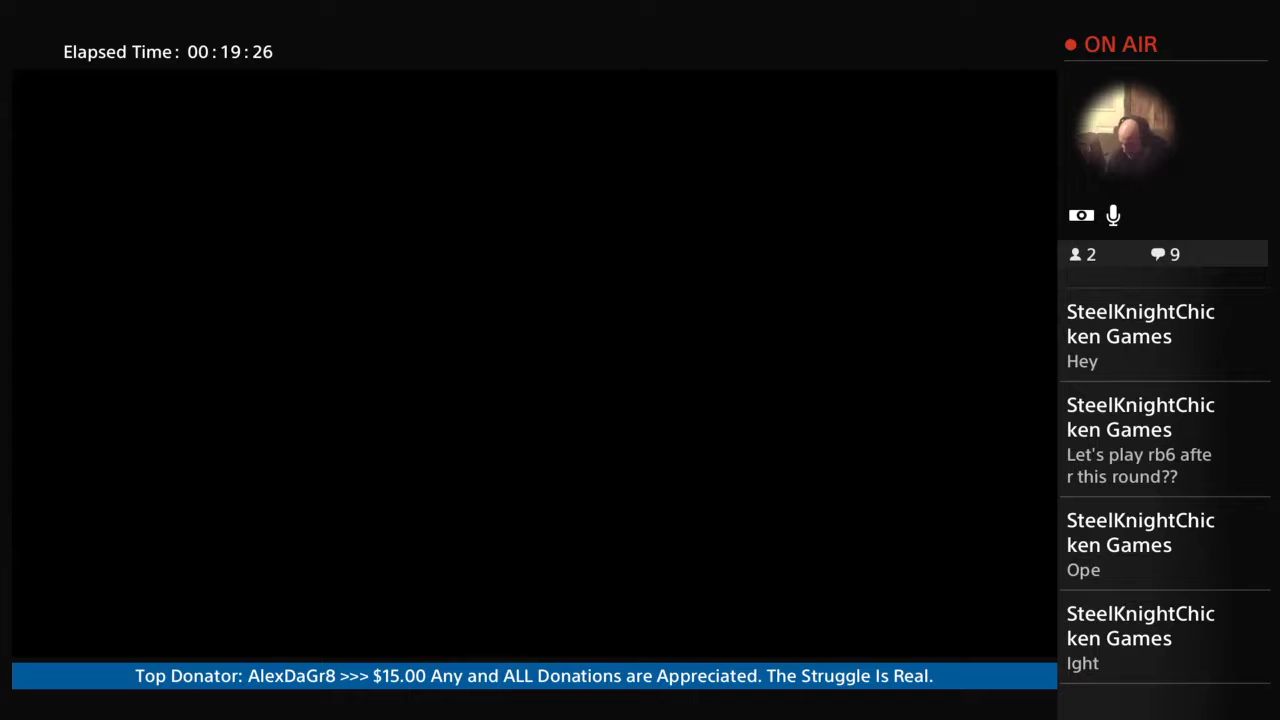 Elapsed Time: 00:19:26
ON AIR
2 9
SteelKnightChic
ken Games
Hey
SteelKnightChic
ken Games
Let's play rb6 afte
r this round??
SteelKnightChic
ken Games
Ope
SteelKnightChic
ken Games
Ight
Top Donator: AlexDaGr8 >>> $15.00 Any and ALL Donations are Appreciated. The Struggle Is Real.